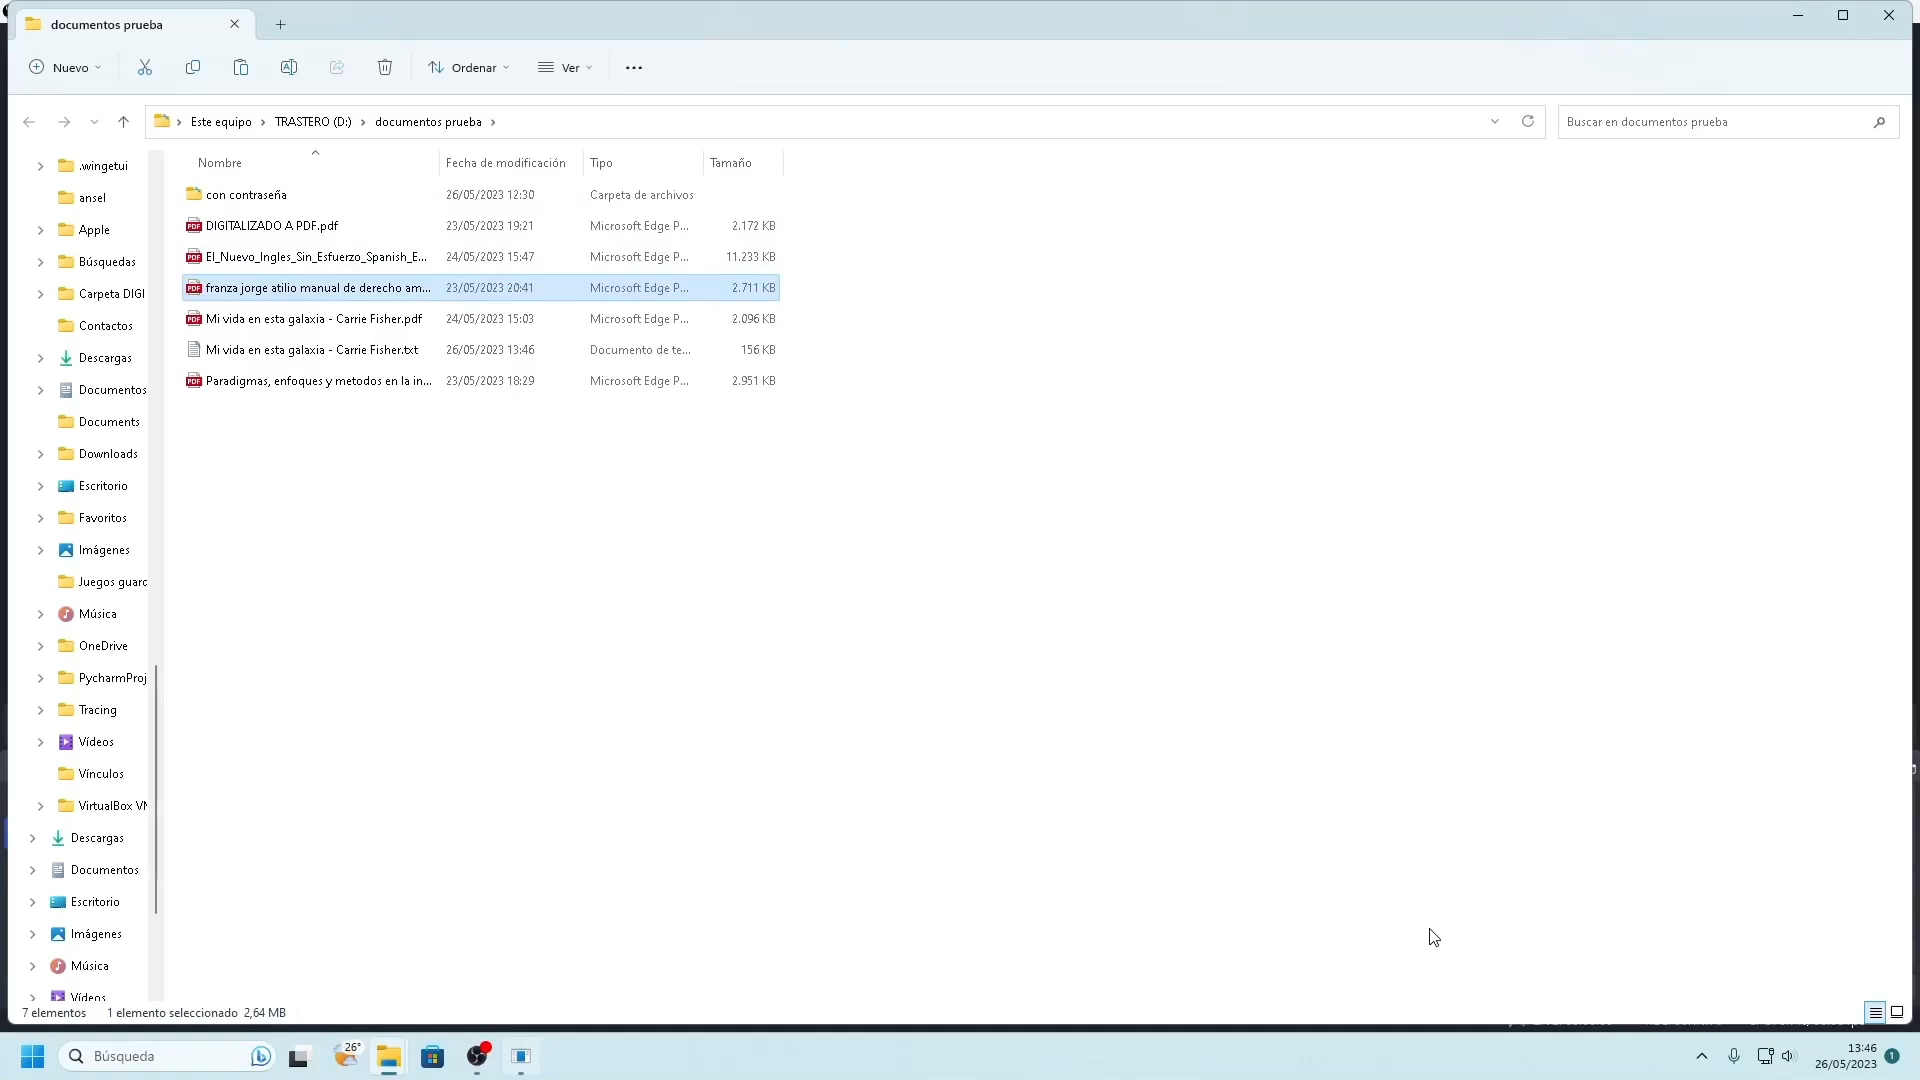 documentos prueba
Nuevo
Ordenar
Ver
Este equipo > TRASTERO (D:) > documentos prueba >
Buscar en documentos prueba
Nombre Fecha de modificación Tipo Tamaño
con contraseña 26/05/2023 12:30 Carpeta de archivos
DIGITALIZADO A PDF.pdf 23/05/2023 19:21 Microsoft Edge P... 2.172 KB
El_Nuevo_Ingles_Sin_Esfuerzo_Spanish_E... 24/05/2023 15:47 Microsoft Edge P... 11.233 KB
franza jorge atilio manual de derecho am... 23/05/2023 20:41 Microsoft Edge P... 2.711 KB
Mi vida en esta galaxia - Carrie Fisher.pdf 24/05/2023 15:03 Microsoft Edge P... 2.096 KB
Mi vida en esta galaxia - Carrie Fisher.txt 26/05/2023 13:46 Documento de te... 156 KB
Paradigmas, enfoques y metodos en la in... 23/05/2023 18:29 Microsoft Edge P... 2.951 KB
.wingetui
ansel
Apple
Búsquedas
Carpeta DIGI
Contactos
Descargas
Documentos
Documents
Downloads
Escritorio
Favoritos
Imágenes
Juegos guard
Música
OneDrive
PycharmProj
Tracing
Vídeos
Vínculos
VirtualBox VM
Descargas
Documentos
Escritorio
Imágenes
Música
Vídeos
7 elementos 1 elemento seleccionado 2,64 MB
Búsqueda
26°
13:46
26/05/2023
1